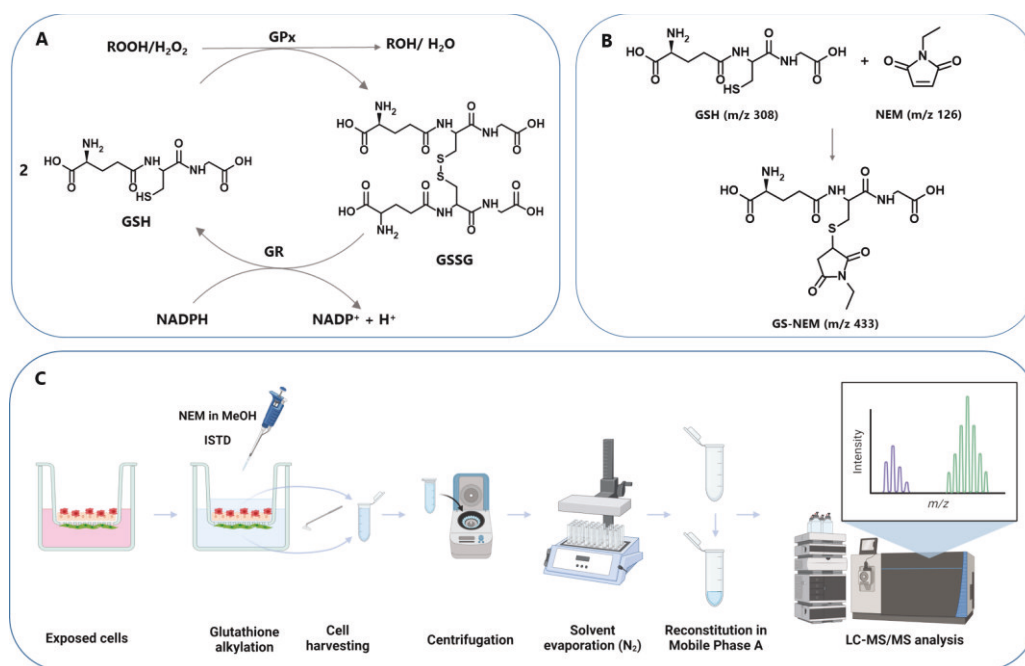 A
ROOH/H₂O₂
GPx
ROH/ H₂O
NH₂
HO
O
O
H
N
O
NH
OH
O
NH₂
HO
O
O
NH
HS
O
NH
O
OH
2
GSH
S
S
HO
O
NH₂
O
NH
O
NH
O
OH
GSSG
GR
NADPH
NADP⁺ + H⁺
B
NH₂
HO
O
O
NH
HS
O
NH
O
OH
+
O
N
O
GSH (m/z 308)
NEM (m/z 126)
NH₂
HO
O
O
NH
O
NH
O
OH
S
O
N
O
GS-NEM (m/z 433)
C
NEM in MeOH
ISTD
Intensity
m/z
Exposed cells
Glutathione
alkylation
Cell
harvesting
Centrifugation
Solvent
evaporation (N₂)
Reconstitution in
Mobile Phase A
LC-MS/MS analysis